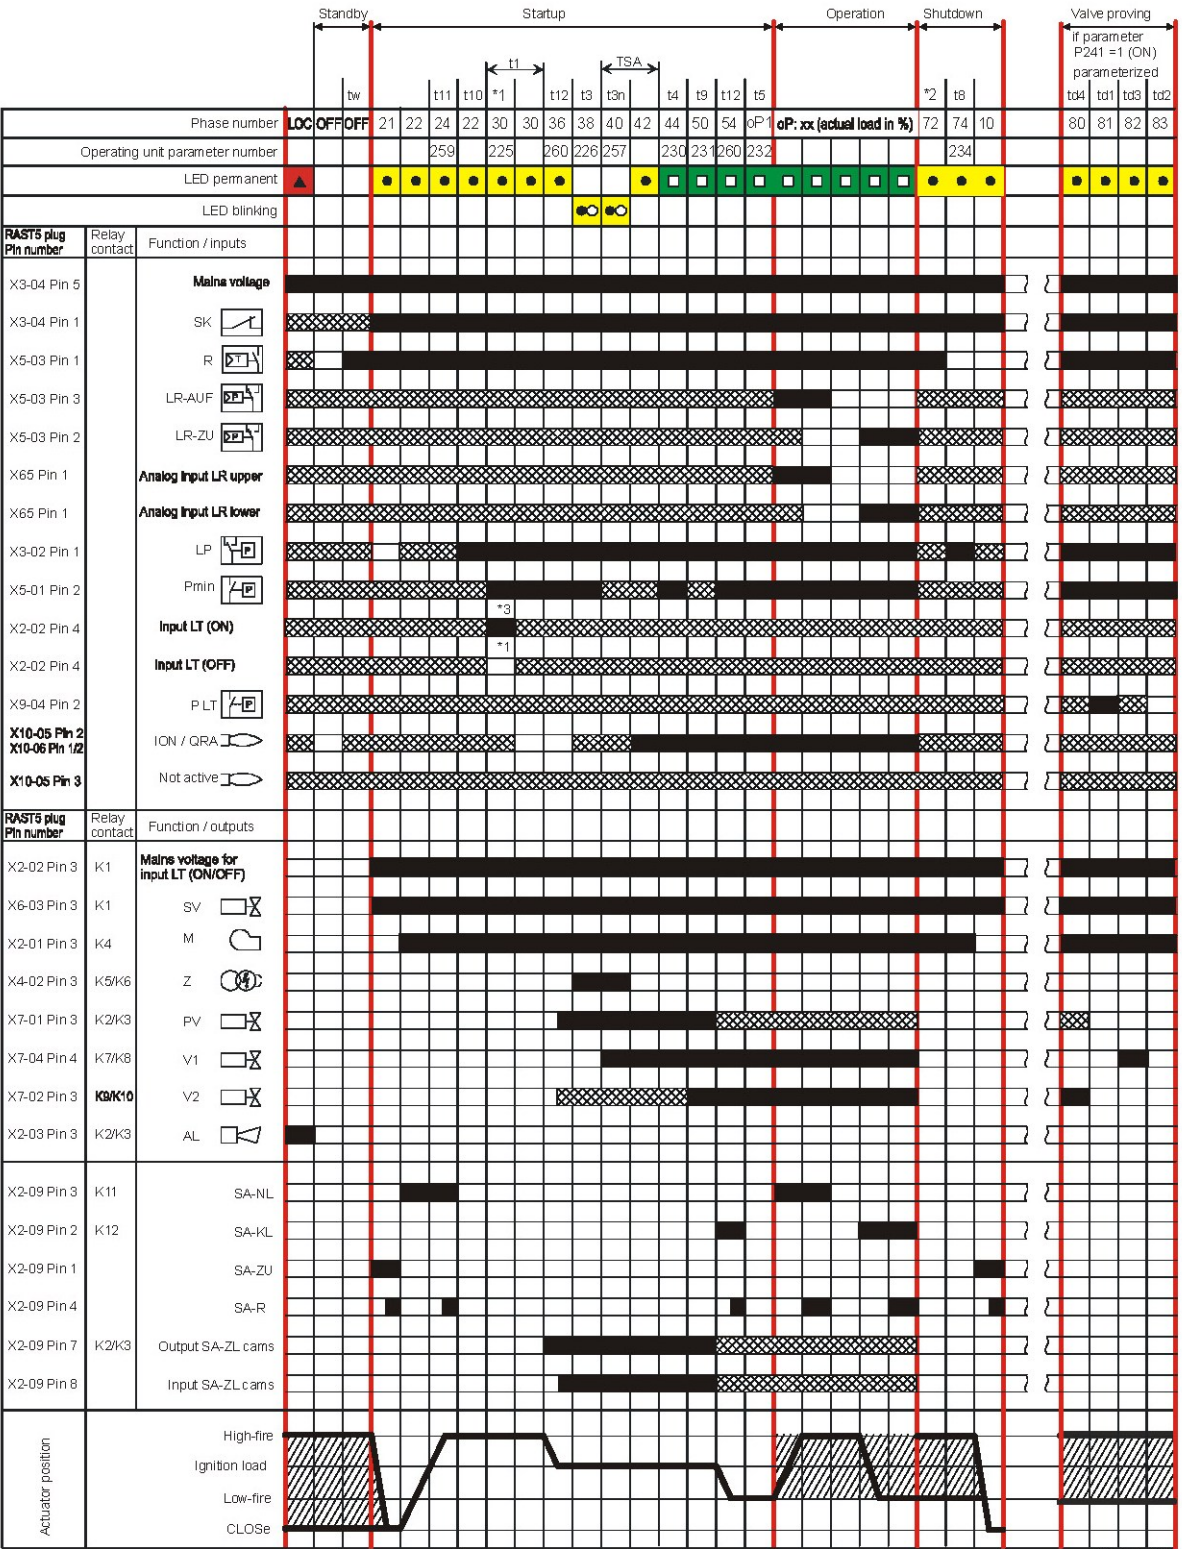 Standby Startup Operation Shutdown Valve proving
if parameter
P241 =1 (ON)
parameterized
t1 TSA
tw t11 t10 *1 t12 t3 t3n t4 t9 t12 t5 *2 t8 td4 td1 td3 td2
Phase number LOC OFF OFF 21 22 24 22 30 30 36 38 40 42 44 50 54 oP1 oP: xx (actual load in %) 72 74 10 80 81 82 83
Operating unit parameter number 259 225 260 226 257 230 231 260 232 234
LED permanent
LED blinking
RAST5 plug Pin number Relay contact Function / inputs
X3-04 Pin 5 Mains voltage
X3-04 Pin 1 SK
X5-03 Pin 1 R T
X5-03 Pin 3 LR-AUF P
X5-03 Pin 2 LR-ZU P
X65 Pin 1 Analog Input LR upper
X65 Pin 1 Analog Input LR lower
X3-02 Pin 1 LP P
X5-01 Pin 2 Pmin P
*3
X2-02 Pin 4 Input LT (ON)
*1
X2-02 Pin 4 Input LT (OFF)
X9-04 Pin 2 P LT P
X10-05 Pin 2
X10-06 Pin 1/2 ION / QRA
X10-05 Pin 3 Not active
RAST5 plug Pin number Relay contact Function / outputs
X2-02 Pin 3 K1 Mains voltage for input LT (ON/OFF)
X6-03 Pin 3 K1 SV
X2-01 Pin 3 K4 M
X4-02 Pin 3 K5/K6 Z
X7-01 Pin 3 K2/K3 PV
X7-04 Pin 4 K7/K8 V1
X7-02 Pin 3 K9/K10 V2
X2-03 Pin 3 K2/K3 AL
X2-09 Pin 3 K11 SA-NL
X2-09 Pin 2 K12 SA-KL
X2-09 Pin 1 SA-ZU
X2-09 Pin 4 SA-R
X2-09 Pin 7 K2/K3 Output SA-ZL cams
X2-09 Pin 8 Input SA-ZL cams
Actuator position
High-fire
Ignition load
Low-fire
CLOSe